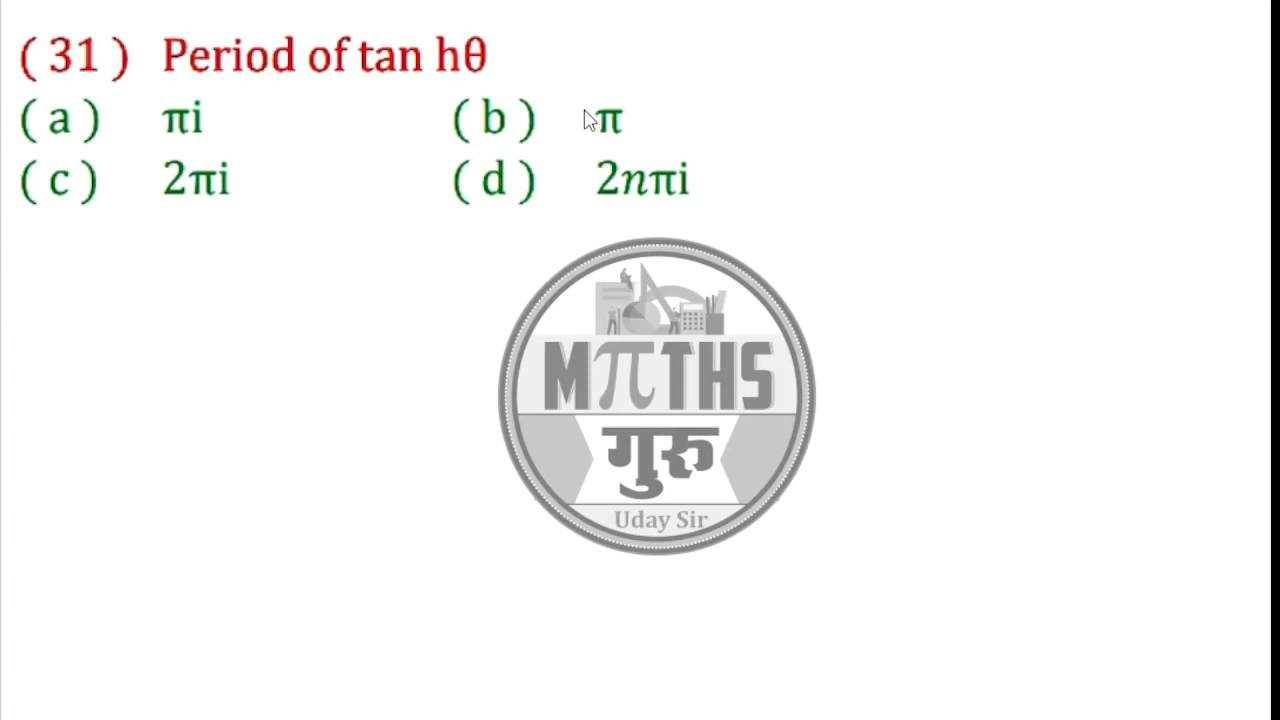 ( 31 ) Period of tan hθ
( a ) πi ( b ) π
( c ) 2πi ( d ) 2nπi
MπTHS
गुरु
Uday Sir